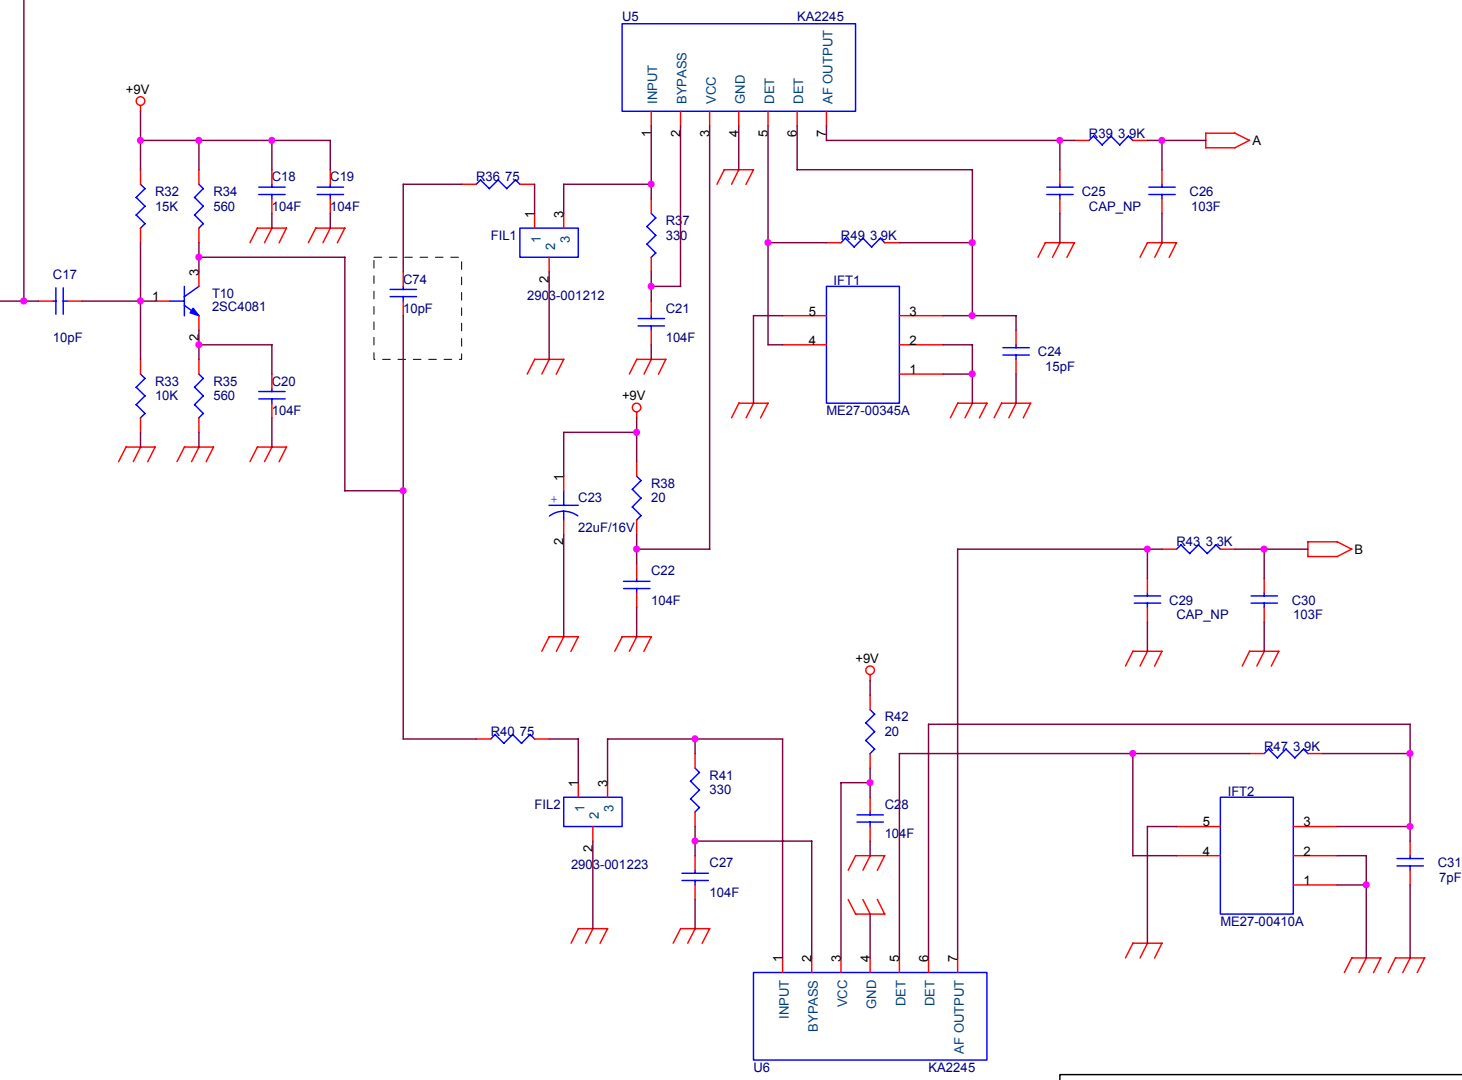 U5 KA2245
INPUT
BYPASS
VCC
GND
DET
DET
AF OUTPUT
1
2
3
4
5
6
7
+9V
R32
15K
R34
560
C18
104F
C19
104F
C17
10pF
1
3
2
T10
2SC4081
R33
10K
R35
560
C20
104F
C74
10pF
R36 75
1
3
FIL1
1
2
3
2
2903-001212
R37
330
C21
104F
R39 3.9K
A
C25
CAP_NP
C26
103F
R49 3.9K
IFT1
5
4
3
2
1
ME27-00345A
C24
15pF
+9V
1
+
C23
22uF/16V
2
R38
20
C22
104F
R43 3.3K
B
C29
CAP_NP
C30
103F
+9V
R42
20
C28
104F
R40 75
1
3
FIL2
1
2
3
2
2903-001223
R41
330
C27
104F
R47 3.9K
IFT2
5
4
3
2
1
ME27-00410A
C31
7pF
1
2
3
4
5
6
7
INPUT
BYPASS
VCC
GND
DET
DET
AF OUTPUT
U6 KA2245